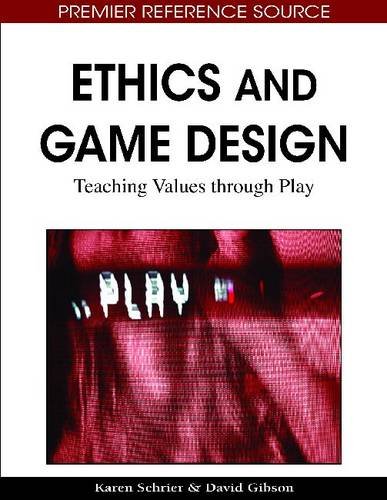 PREMIER REFERENCE SOURCE
ETHICS AND
GAME DESIGN
Teaching Values through Play
PLAY
Karen Schrier & David Gibson